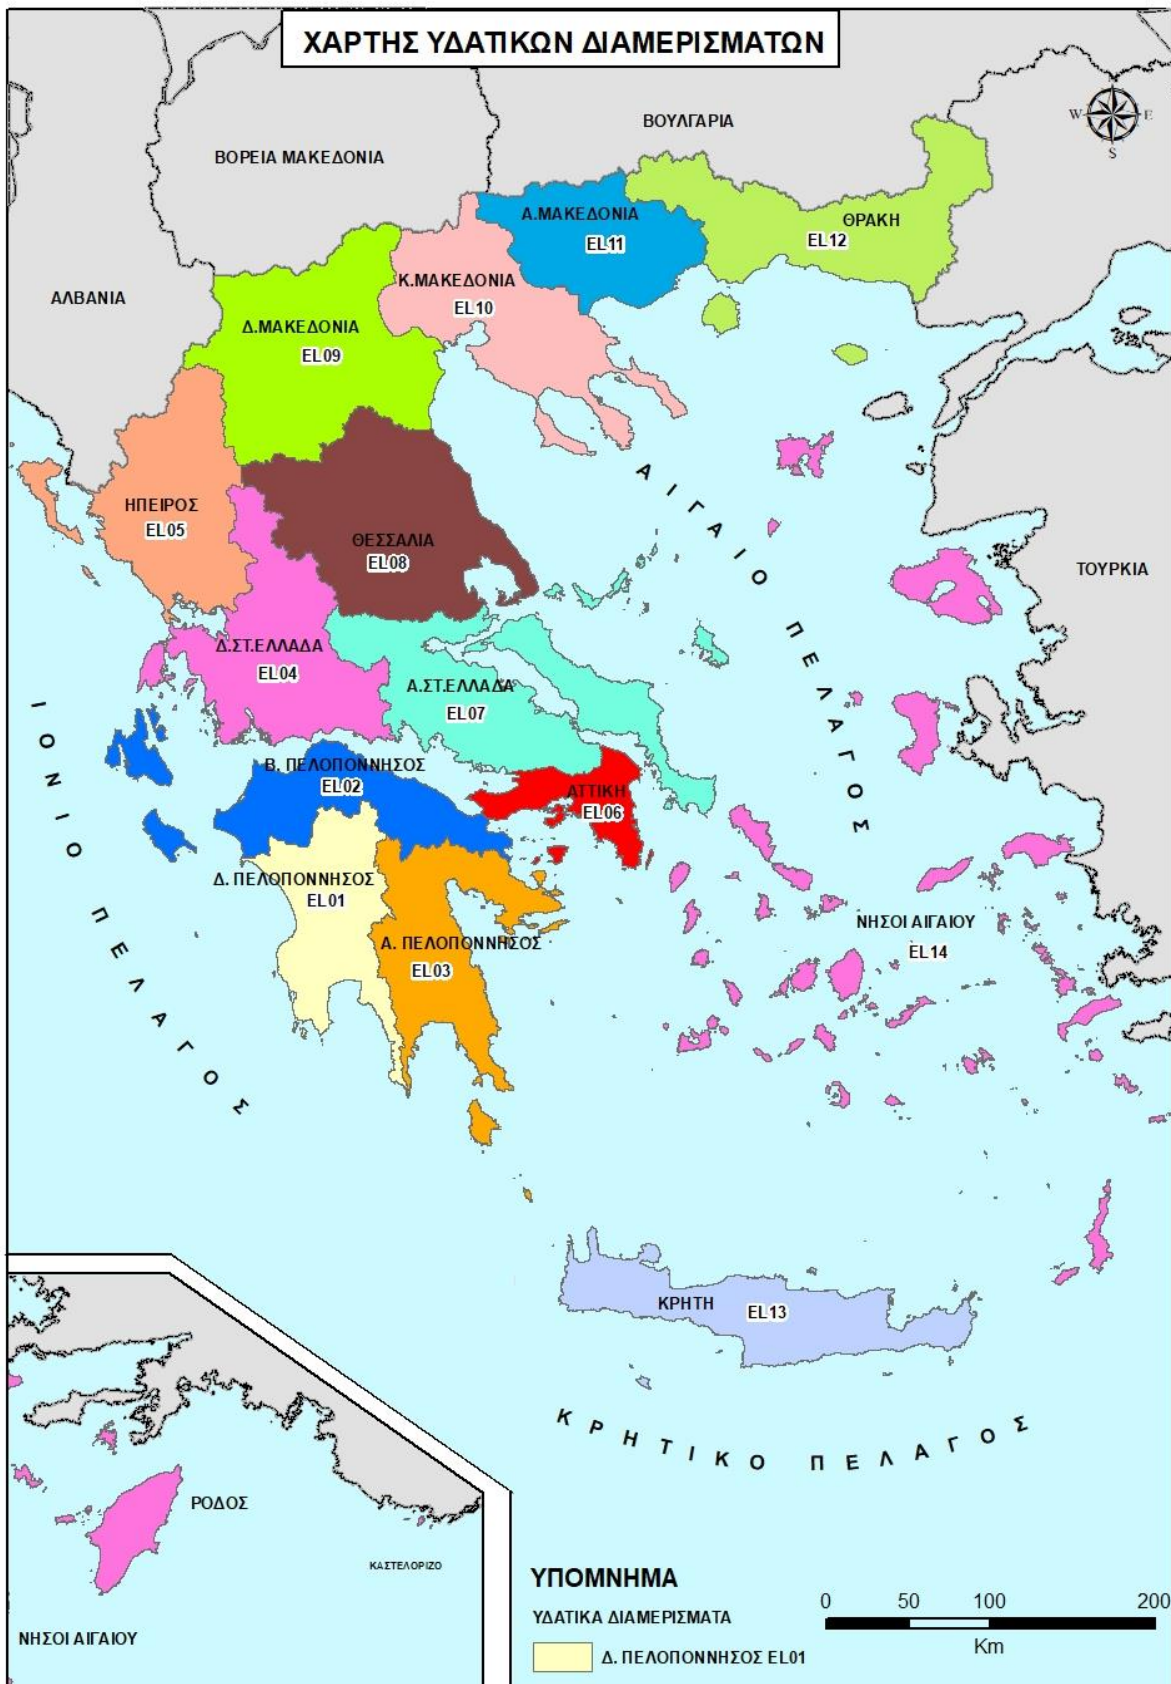 ΧΑΡΤΗΣ ΥΔΑΤΙΚΩΝ ΔΙΑΜΕΡΙΣΜΑΤΩΝ
W E
S
ΒΟΥΛΓΑΡΙΑ
ΒΟΡΕΙΑ ΜΑΚΕΔΟΝΙΑ
Α.ΜΑΚΕΔΟΝΙΑ
EL11
ΘΡΑΚΗ
EL12
ΑΛΒΑΝΙΑ
Κ.ΜΑΚΕΔΟΝΙΑ
EL10
Δ.ΜΑΚΕΔΟΝΙΑ
EL09
ΗΠΕΙΡΟΣ
EL05
ΘΕΣΣΑΛΙΑ
EL08
ΑΙΓΑΙΟ ΠΕΛΑΓΟΣ
ΤΟΥΡΚΙΑ
Δ.ΣΤ.ΕΛΛΑΔΑ
EL04
Α.ΣΤ.ΕΛΛΑΔΑ
EL07
ΙΟΝΙΟ ΠΕΛΑΓΟΣ
Β. ΠΕΛΟΠΟΝΝΗΣΟΣ
EL02
ΑΤΤΙΚΗ
EL06
Δ. ΠΕΛΟΠΟΝΝΗΣΟΣ
EL01
Α. ΠΕΛΟΠΟΝΝΗΣΟΣ
EL03
ΝΗΣΟΙ ΑΙΓΑΙΟΥ
EL14
ΚΡΗΤΗ EL13
ΚΡΗΤΙΚΟ ΠΕΛΑΓΟΣ
ΡΟΔΟΣ
ΚΑΣΤΕΛΟΡΙΖΟ
ΝΗΣΟΙ ΑΙΓΑΙΟΥ
ΥΠΟΜΝΗΜΑ
ΥΔΑΤΙΚΑ ΔΙΑΜΕΡΙΣΜΑΤΑ
Δ. ΠΕΛΟΠΟΝΝΗΣΟΣ EL01
0 50 100 200
Km